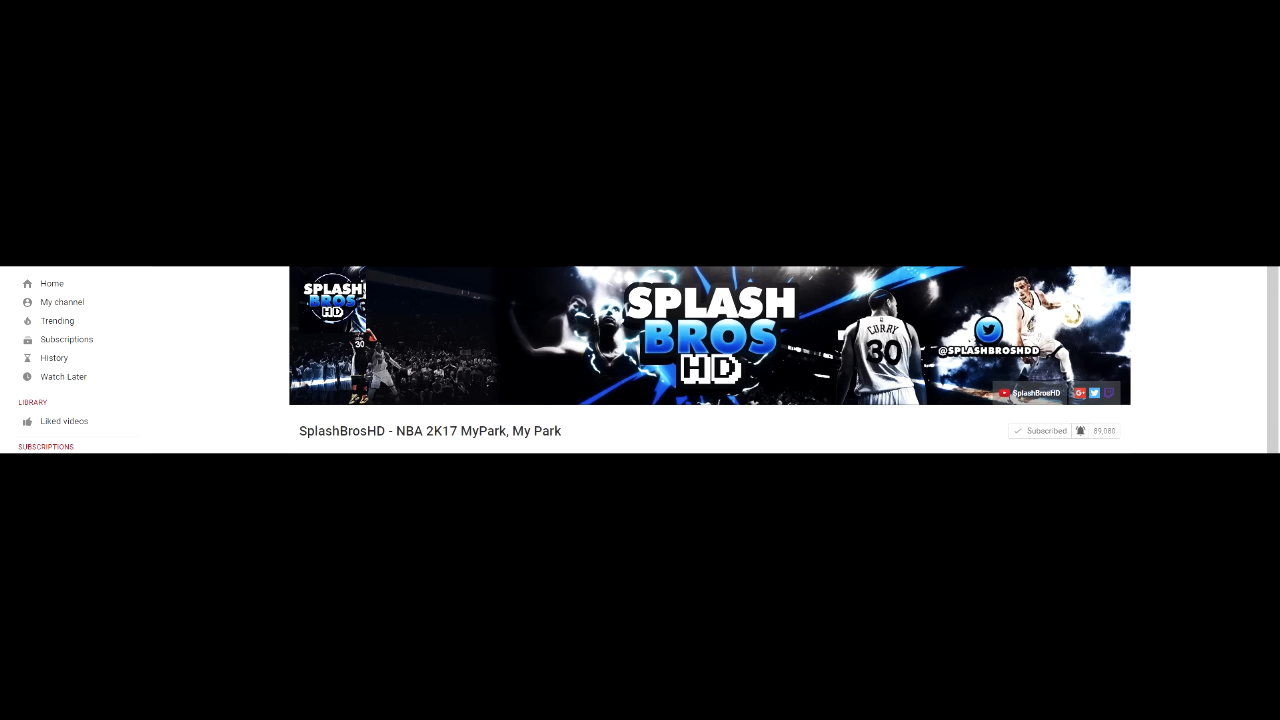 Home
My channel
Trending
Subscriptions
History
Watch Later
LIBRARY
Liked videos
SUBSCRIPTIONS
SPLASH
BROS
HD
30
SPLASH
BROS
HD
CURRY
30
@SPLASHBROSHDD
SplashBrosHD
G+
SplashBrosHD - NBA 2K17 MyPark, My Park
Subscribed
89,080